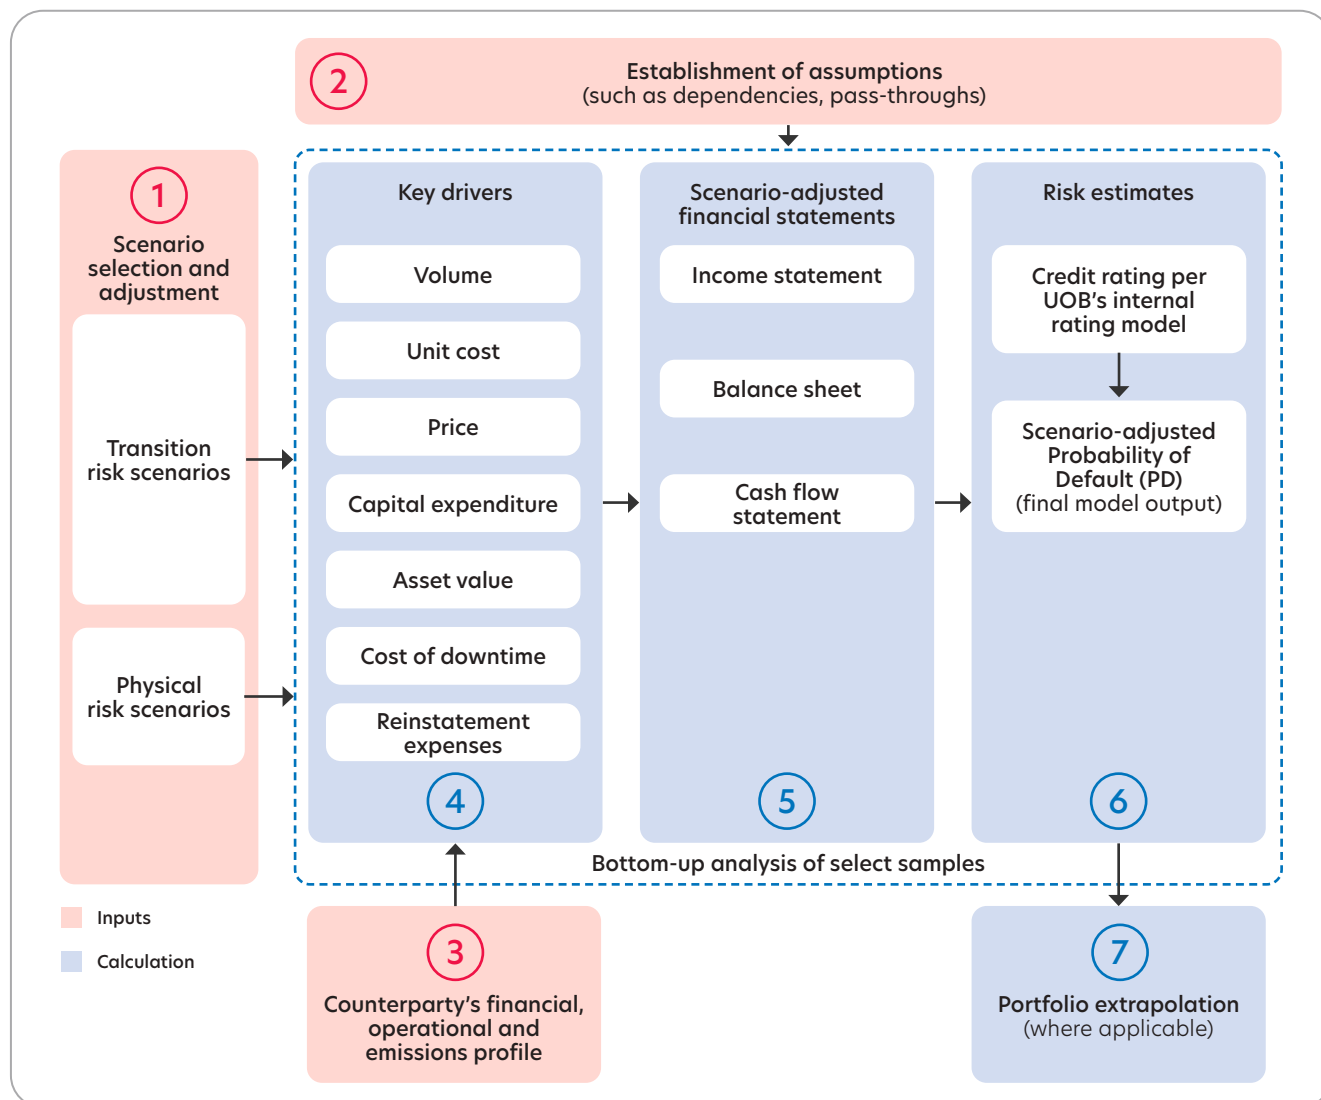 2
Establishment of assumptions
(such as dependencies, pass-throughs)
1
Scenario
selection and
adjustment
Transition
risk scenarios
Physical
risk scenarios
Key drivers
Volume
Unit cost
Price
Capital expenditure
Asset value
Cost of downtime
Reinstatement
expenses
4
Scenario-adjusted
financial statements
Income statement
Balance sheet
Cash flow
statement
5
Risk estimates
Credit rating per
UOB’s internal
rating model
Scenario-adjusted
Probability of
Default (PD)
(final model output)
6
Bottom-up analysis of select samples
Inputs
Calculation
3
Counterparty’s financial,
operational and
emissions profile
7
Portfolio extrapolation
(where applicable)